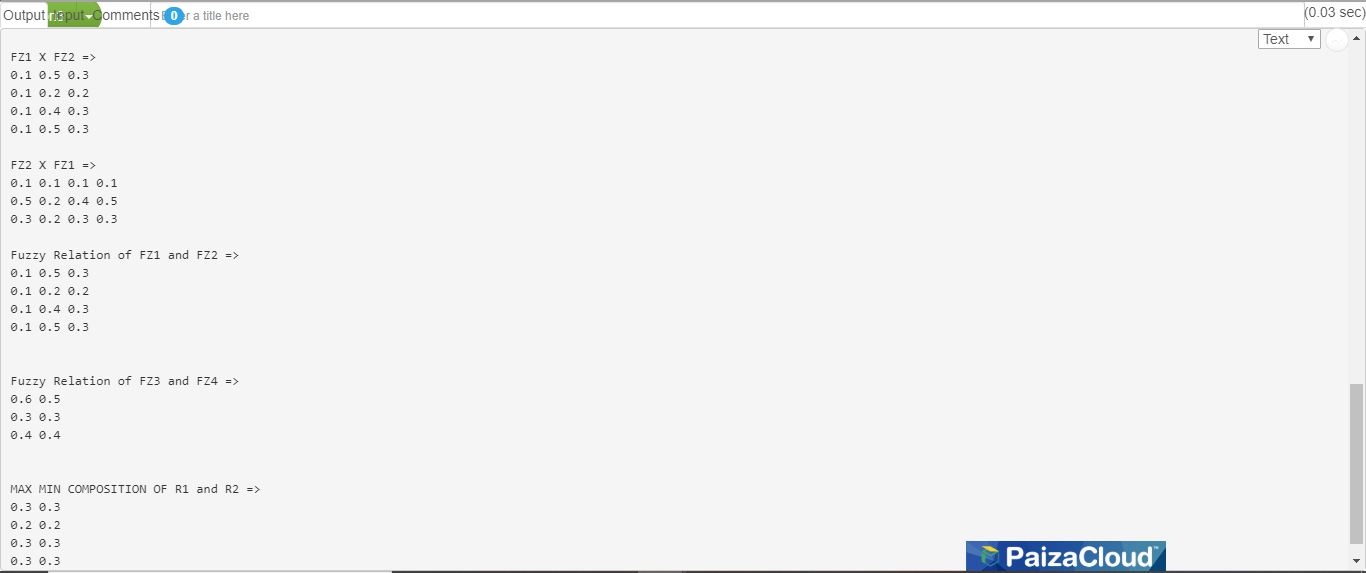 Output Input Comments 0 Enter a title here (0.03 sec)
Text
FZ1 X FZ2 =>
0.1 0.5 0.3
0.1 0.2 0.2
0.1 0.4 0.3
0.1 0.5 0.3
FZ2 X FZ1 =>
0.1 0.1 0.1 0.1
0.5 0.2 0.4 0.5
0.3 0.2 0.3 0.3
Fuzzy Relation of FZ1 and FZ2 =>
0.1 0.5 0.3
0.1 0.2 0.2
0.1 0.4 0.3
0.1 0.5 0.3
Fuzzy Relation of FZ3 and FZ4 =>
0.6 0.5
0.3 0.3
0.4 0.4
MAX MIN COMPOSITION OF R1 and R2 =>
0.3 0.3
0.2 0.2
0.3 0.3
0.3 0.3
PaizaCloud